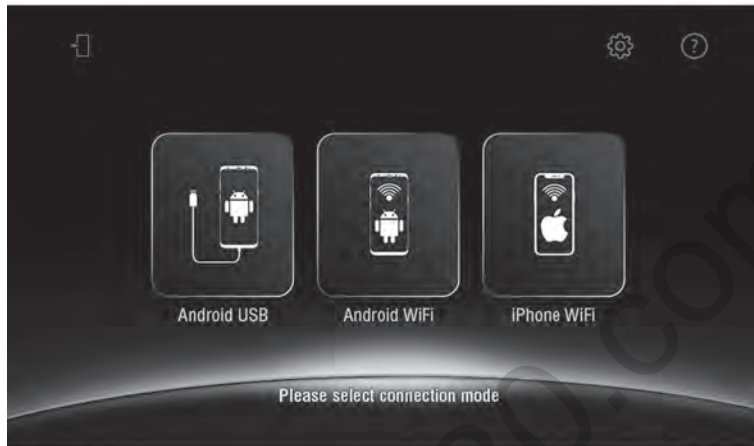 ?
Android USB
Android WiFi
iPhone WiFi
Please select connection mode